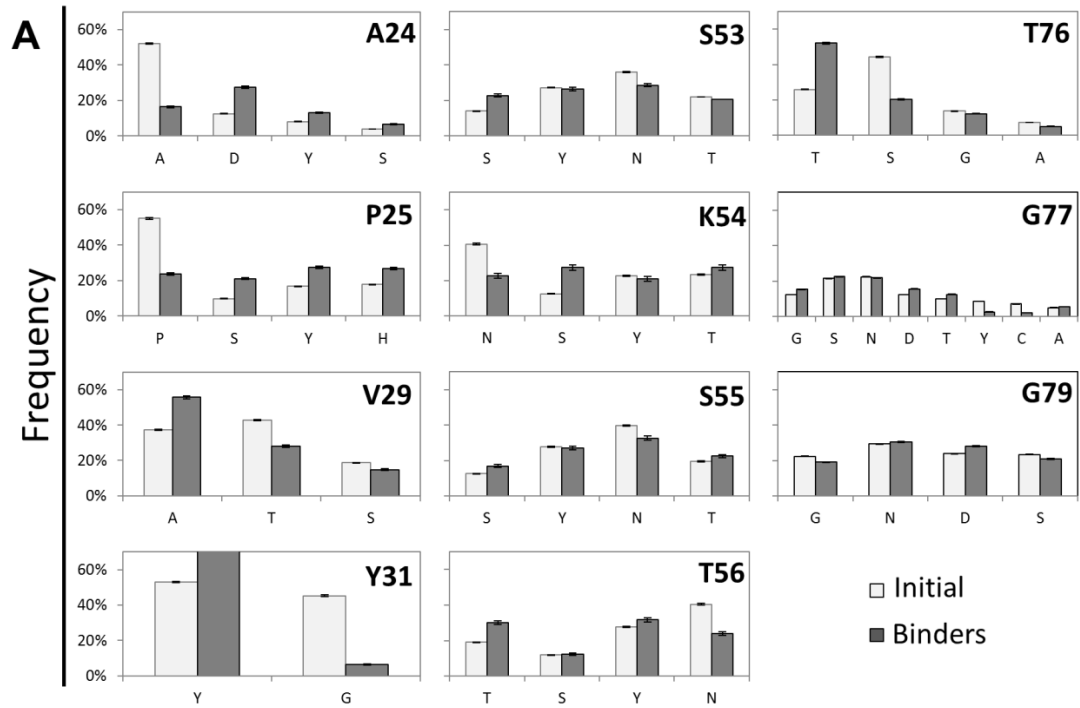 A
Frequency
A24
60%
40%
20%
0%
A D Y S
S53
S Y N T
T76
T S G A
P25
60%
40%
20%
0%
P S Y H
K54
N S Y T
G77
G S N D T Y C A
V29
60%
40%
20%
0%
A T S
S55
S Y N T
G79
G N D S
Y31
60%
40%
20%
0%
Y G
T56
T S Y N
Initial
Binders